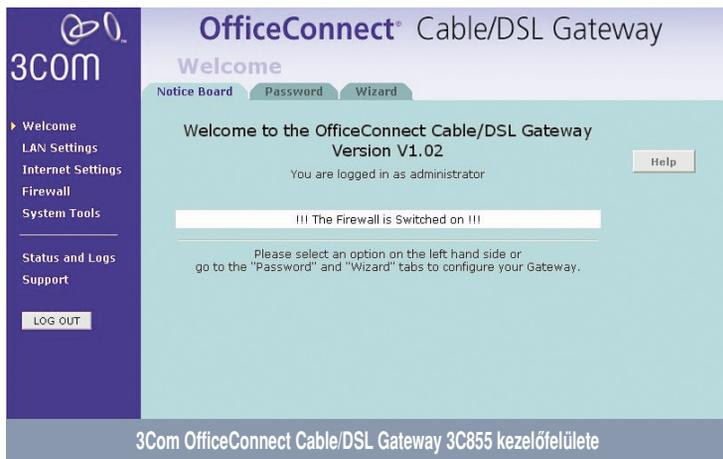 3COM
OfficeConnect® Cable/DSL Gateway
Welcome
Notice Board
Password
Wizard
Welcome
LAN Settings
Internet Settings
Firewall
System Tools
Status and Logs
Support
LOG OUT
Welcome to the OfficeConnect Cable/DSL Gateway
Version V1.02
You are logged in as administrator
Help
!!! The Firewall is Switched on !!!
Please select an option on the left hand side or
go to the "Password" and "Wizard" tabs to configure your Gateway.
3Com OfficeConnect Cable/DSL Gateway 3C855 kezelőfelülete